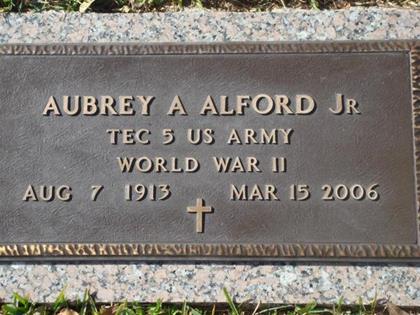 AUBREY A ALFORD JR
TEC 5 US ARMY
WORLD WAR II
AUG 7 1913 MAR 15 2006